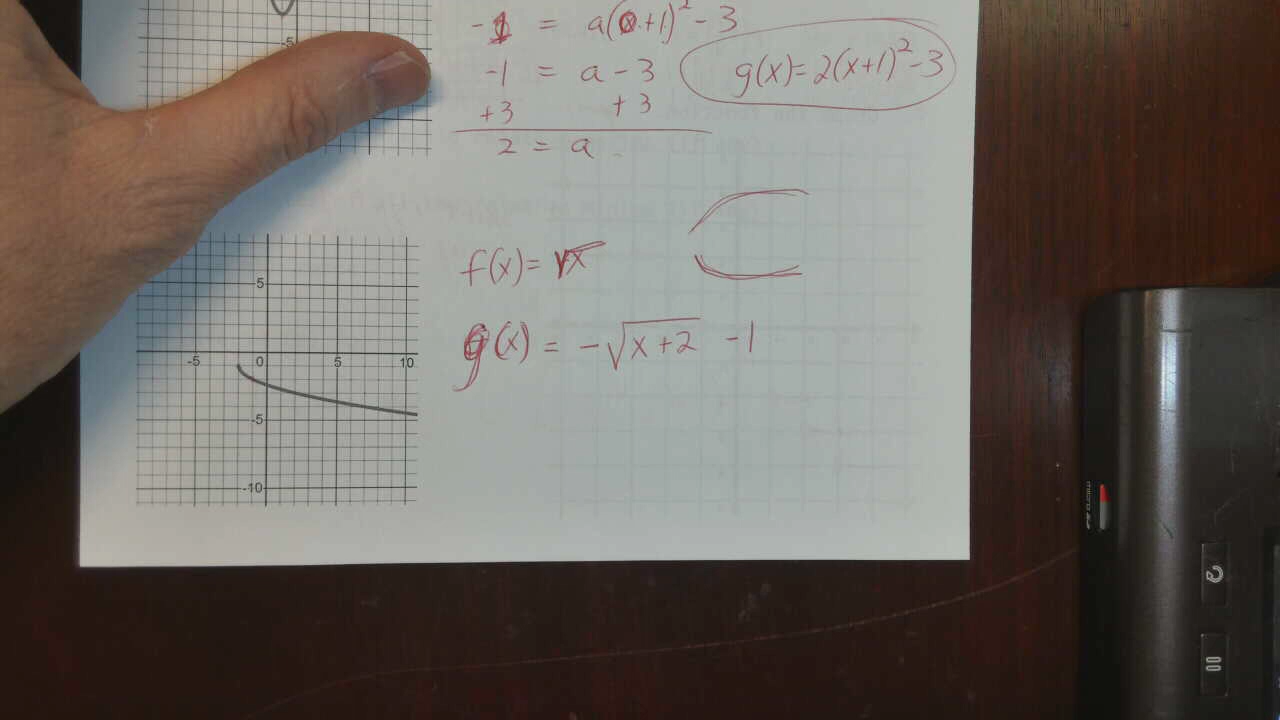 -1 = a(0+1)² - 3
-1 = a - 3
+3 +3
2 = a
g(x) = 2(x+1)² - 3
f(x) = √x
g(x) = -√(x+2) - 1
-5
5
-5 0 5 10
-5
-10
micro